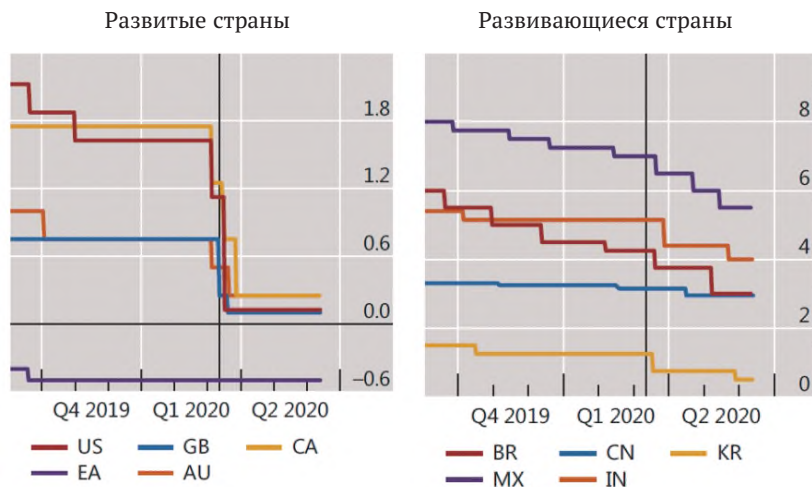 Развитые страны
1.8
1.2
0.6
0.0
–0.6
Q4 2019 Q1 2020 Q2 2020
US GB CA
EA AU
Развивающиеся страны
8
6
4
2
0
Q4 2019 Q1 2020 Q2 2020
BR CN KR
MX IN